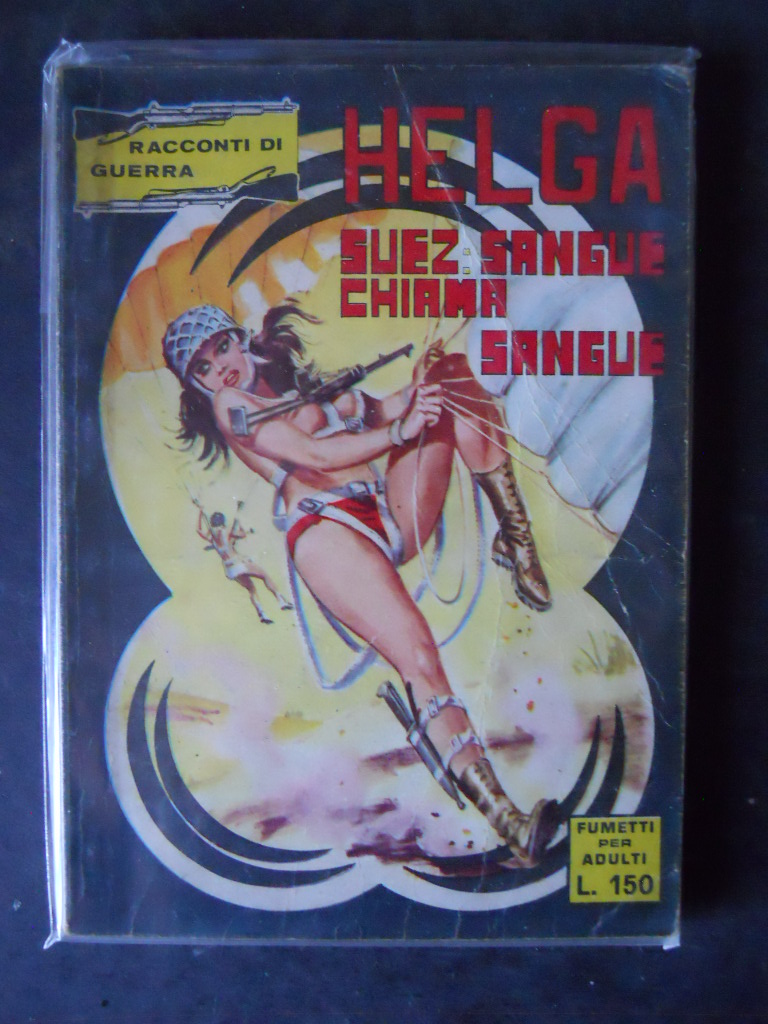 RACCONTI DI
GUERRA
HELGA
SUEZ: SANGUE
CHIAMA
SANGUE
FUMETTI
PER
ADULTI
L. 150